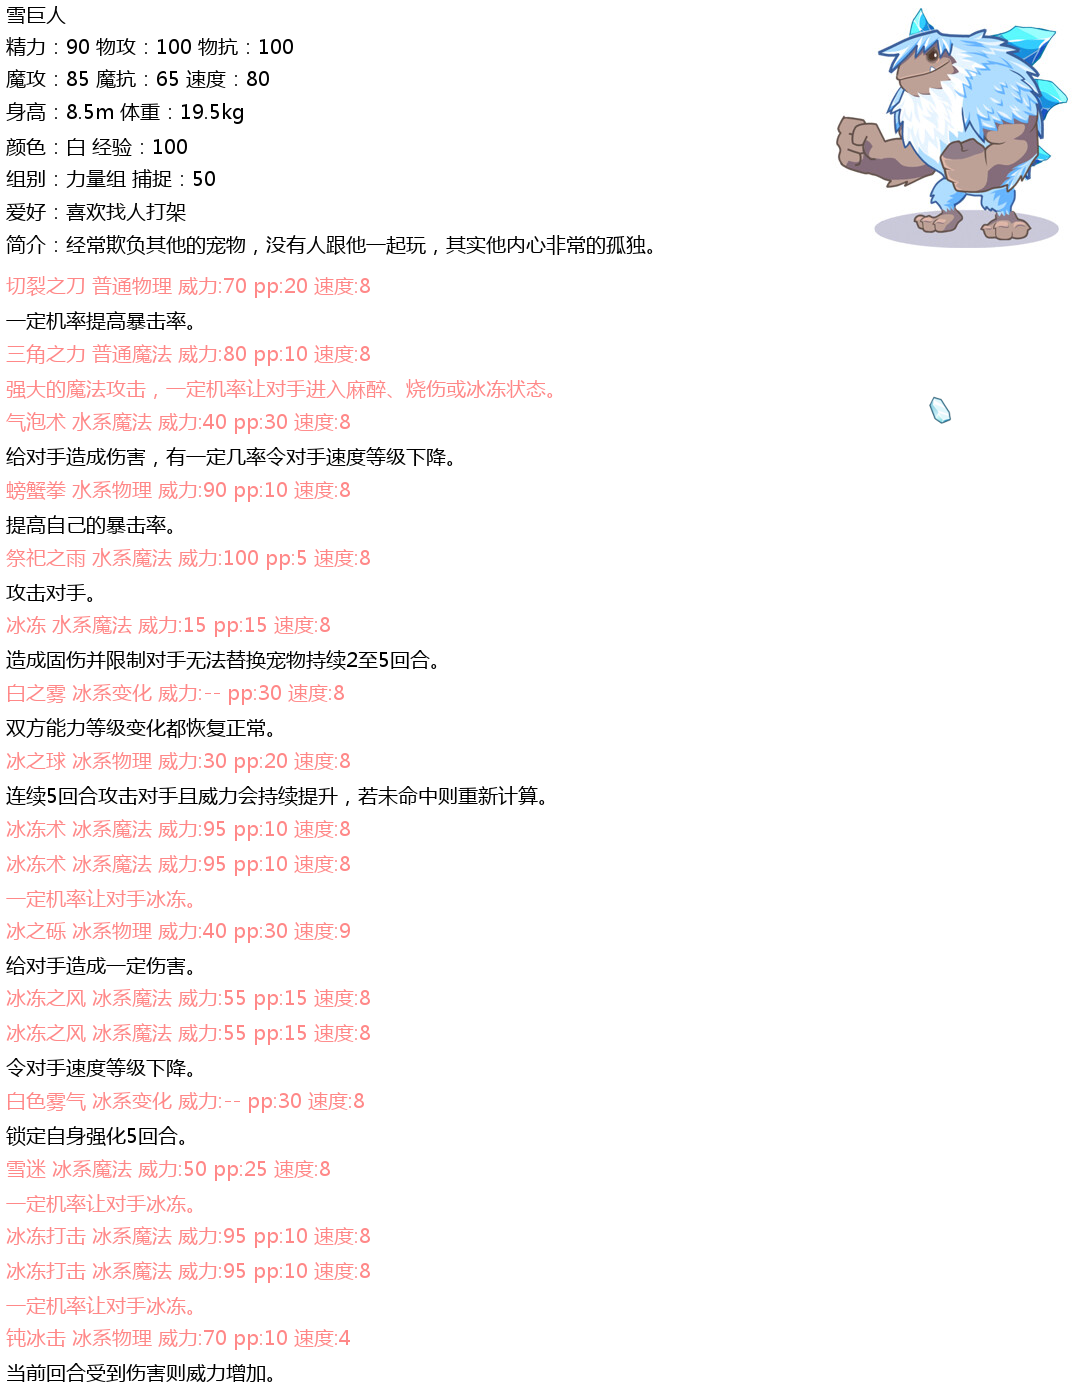 雪巨人
精力：90 物攻：100 物抗：100
魔攻：85 魔抗：65 速度：80
身高：8.5m 体重：19.5kg
颜色：白 经验：100
组别：力量组 捕捉：50
爱好：喜欢找人打架
简介：经常欺负其他的宠物，没有人跟他一起玩，其实他内心非常的孤独。
切裂之刀 普通物理 威力:70 pp:20 速度:8
一定机率提高暴击率。
三角之力 普通魔法 威力:80 pp:10 速度:8
强大的魔法攻击，一定机率让对手进入麻醉、烧伤或冰冻状态。
气泡术 水系魔法 威力:40 pp:30 速度:8
给对手造成伤害，有一定几率令对手速度等级下降。
螃蟹拳 水系物理 威力:90 pp:10 速度:8
提高自己的暴击率。
祭祀之雨 水系魔法 威力:100 pp:5 速度:8
攻击对手。
冰冻 水系魔法 威力:15 pp:15 速度:8
造成固伤并限制对手无法替换宠物持续2至5回合。
白之雾 冰系变化 威力:-- pp:30 速度:8
双方能力等级变化都恢复正常。
冰之球 冰系物理 威力:30 pp:20 速度:8
连续5回合攻击对手且威力会持续提升，若未命中则重新计算。
冰冻术 冰系魔法 威力:95 pp:10 速度:8
冰冻术 冰系魔法 威力:95 pp:10 速度:8
一定机率让对手冰冻。
冰之砾 冰系物理 威力:40 pp:30 速度:9
给对手造成一定伤害。
冰冻之风 冰系魔法 威力:55 pp:15 速度:8
冰冻之风 冰系魔法 威力:55 pp:15 速度:8
令对手速度等级下降。
白色雾气 冰系变化 威力:-- pp:30 速度:8
锁定自身强化5回合。
雪迷 冰系魔法 威力:50 pp:25 速度:8
一定机率让对手冰冻。
冰冻打击 冰系魔法 威力:95 pp:10 速度:8
冰冻打击 冰系魔法 威力:95 pp:10 速度:8
一定机率让对手冰冻。
钝冰击 冰系物理 威力:70 pp:10 速度:4
当前回合受到伤害则威力增加。